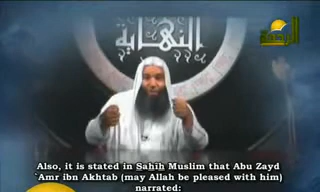 النهاية
الرحمة
Also, it is stated in Sahih Muslim that Abu Zayd
`Amr ibn Akhtab (may Allah be pleased with him)
narrated: